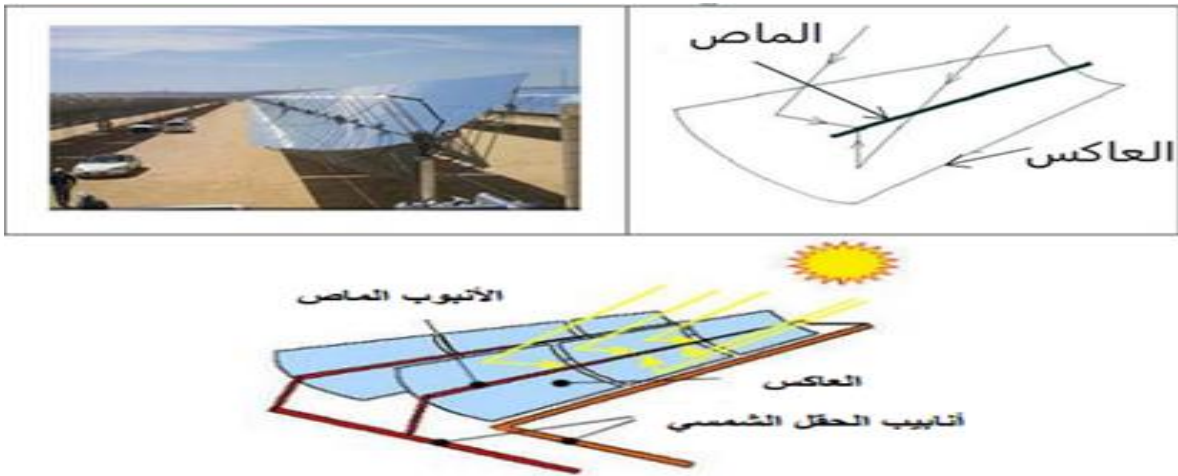 الماص
العاكس
الأنبوب الماص
العاكس
أنابيب الحقل الشمسي